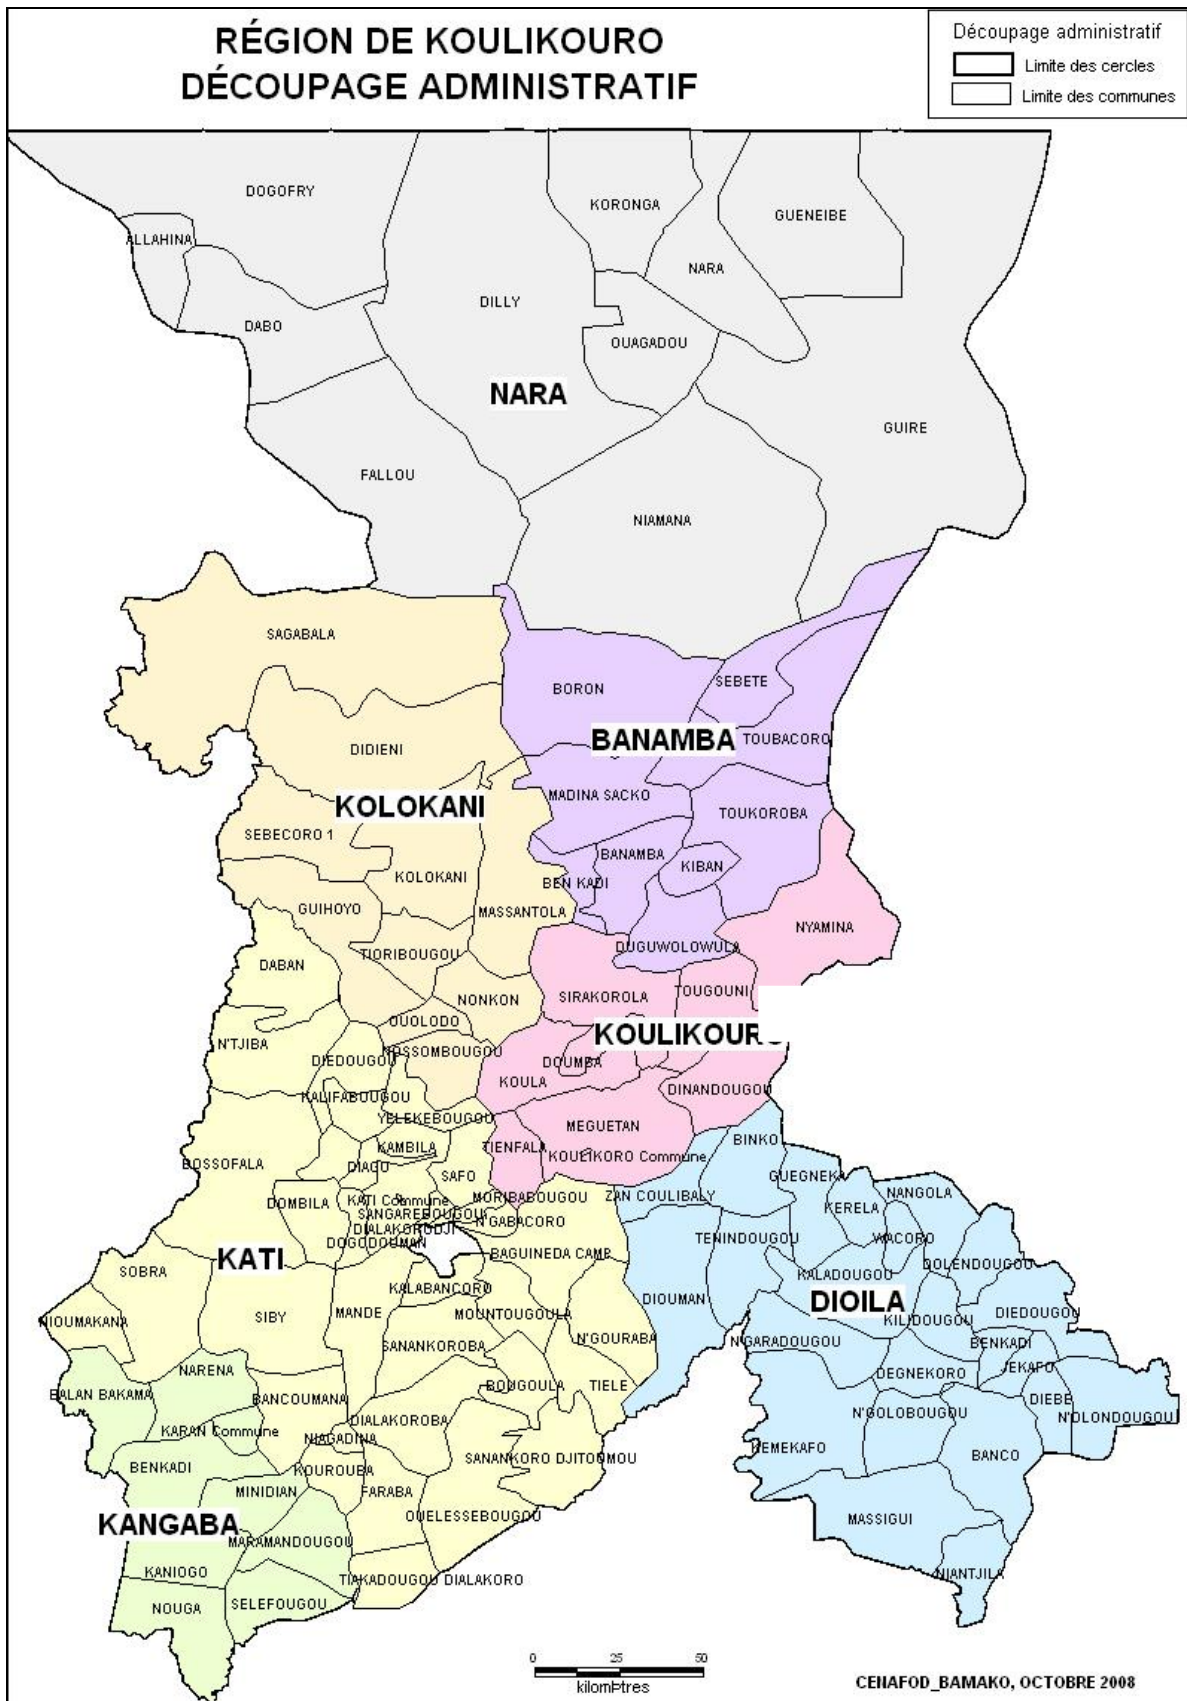 RÉGION DE KOULIKOURO
DÉCOUPAGE ADMINISTRATIF
Découpage administratif
Limite des cercles
Limite des communes
DOGOFRY
KORONGA
GUENEIBE
ALLAHINA
NARA
DILLY
DABO
OUAGADOU
NARA
GUIRE
FALLOU
NIAMANA
SAGABALA
BORON
SEBETE
BANAMBA
TOUBACORO
DIDIENI
MADINA SACKO
KOLOKANI
TOUKOROBA
SEBECORO 1
BANAMBA
KIBAN
KOLOKANI
BEN KADI
GUIHOYO
MASSANTOLA
NYAMINA
DUGUWOLOWULA
TIORIBOUGOU
DABAN
TOUGOUNI
SIRAKOROLA
NONKON
OUOLODO
KOULIKOURO
N'TJIBA
NOSSOMBOUGOU
DIEDOUGOU
DOUMBA
KOULA
DINANDOUGOU
KALIFABOUGOU
YELEKEBOUGOU
MEGUETAN
BINKO
KAMBILA
TIENFALA
KOULIKORO Commune
BOSSOFALA
DIAGU
SAFO
GUEGNEKA
NANGOLA
KATI Commune
MORIBABOUGOU
ZAN COULIBALY
DOMBILA
KERELA
SANGAREBOUGOU
N'GABACORO
DIALAKORODJI
DOGODOUMAN
TENINDOUGOU
WACORO
KATI
BAGUINEDA CAMP
DOLENDOUGOU
SOBRA
KALADOUGOU
KALABANCORO
DIOUMAN
DIOILA
NIOUMAKANA
SIBY
MANDE
MOUNTOUGOULA
DIEDOUGOU
KILIDOUGOU
N'GOURABA
N'GARADOUGOU
BENKADI
SANANKOROBA
NARENA
DEGNEKORO
JEKAFO
BALAN BAKAMA
BANCOUMANA
BOUGOULA
TIELE
DIEBE
DIALAKOROBA
N'GOLOBOUGOU
N'DLONDOUGOU
KARAN Commune
NIAGADINA
KEMEKAFO
BENKADI
KOUROUBA
SANANKORO DJITOUMOU
BANCO
MINIDIAN
FARABA
OUELESSEBOUGOU
KANGABA
MASSIGUI
MARAMANDOUGOU
KANIOGO
TIAKADOUGOU DIALAKORO
NIANTJILA
NOUGA
SELEFOUGOU
0 25 50
kilomÞtres
CENAFOD_BAMAKO, OCTOBRE 2008